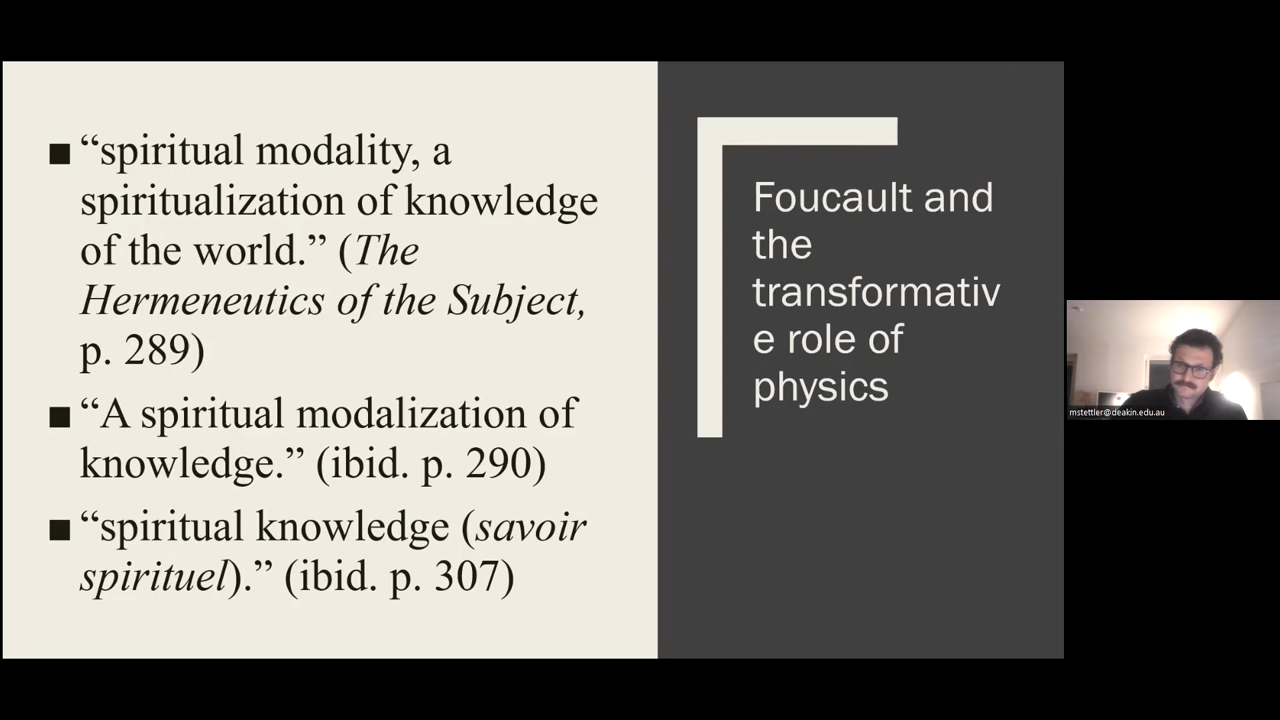 ■ “spiritual modality, a
spiritualization of knowledge
of the world.” (The
Hermeneutics of the Subject,
p. 289)
■ “A spiritual modalization of
knowledge.” (ibid. p. 290)
■ “spiritual knowledge (savoir
spirituel).” (ibid. p. 307)
Foucault and
the
transformativ
e role of
physics
mstettler@deakin.edu.au